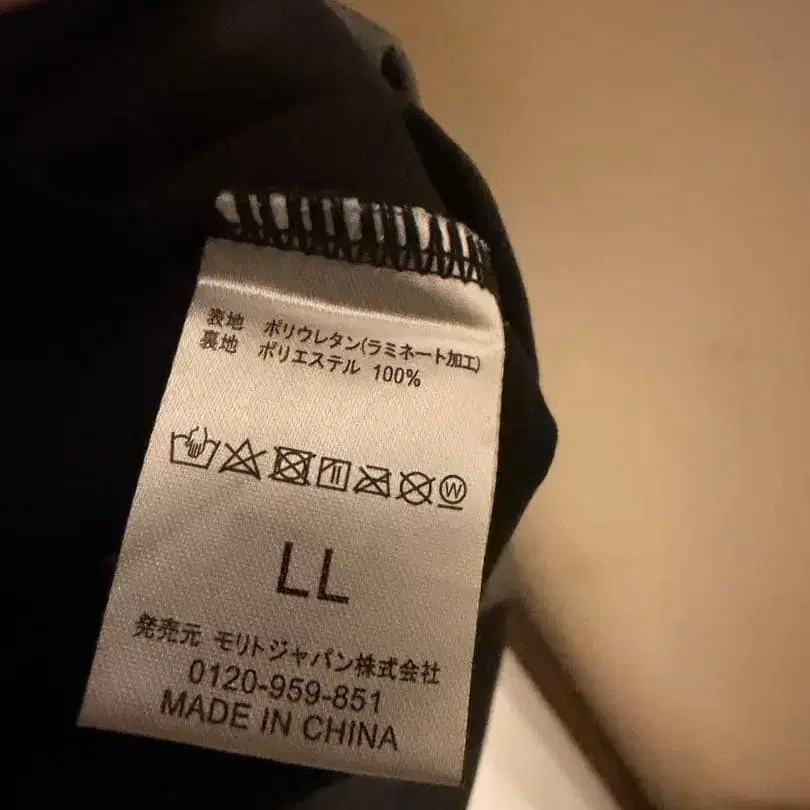 表地 ポリウレタン(ラミネート加工)
裏地 ポリエステル 100%
W
LL
発売元 モリトジャパン株式会社
0120-959-851
MADE IN CHINA